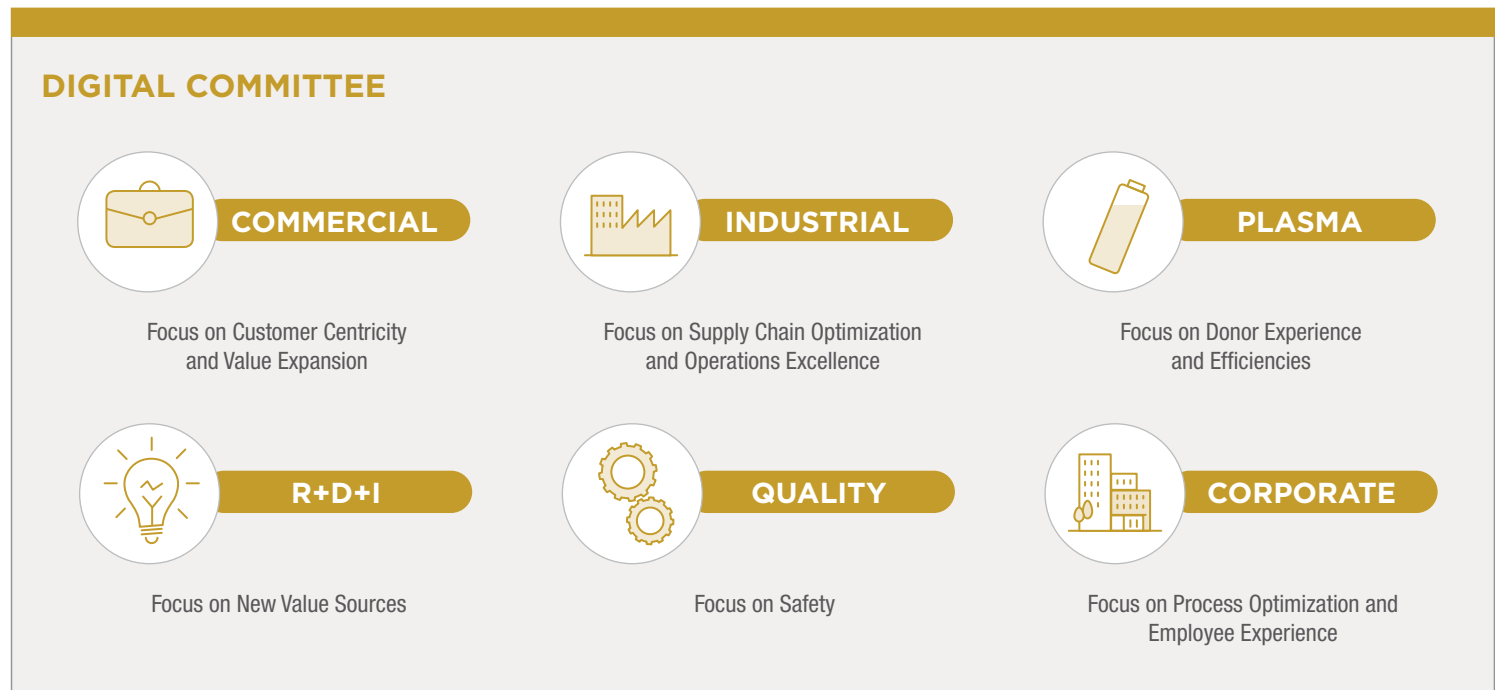 DIGITAL COMMITTEE
COMMERCIAL
Focus on Customer Centricity
and Value Expansion
INDUSTRIAL
Focus on Supply Chain Optimization
and Operations Excellence
PLASMA
Focus on Donor Experience
and Efficiencies
R+D+I
Focus on New Value Sources
QUALITY
Focus on Safety
CORPORATE
Focus on Process Optimization and
Employee Experience